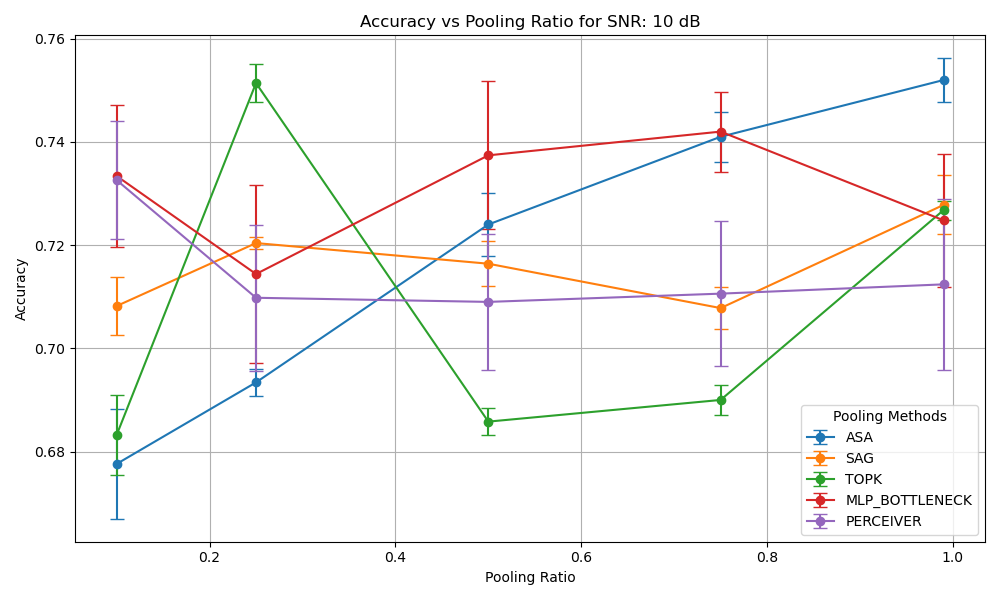 Accuracy vs Pooling Ratio for SNR: 10 dB
0.76
0.74
0.72
0.70
0.68
Accuracy
0.2
0.4
0.6
0.8
1.0
Pooling Ratio
Pooling Methods
ASA
SAG
TOPK
MLP_BOTTLENECK
PERCEIVER